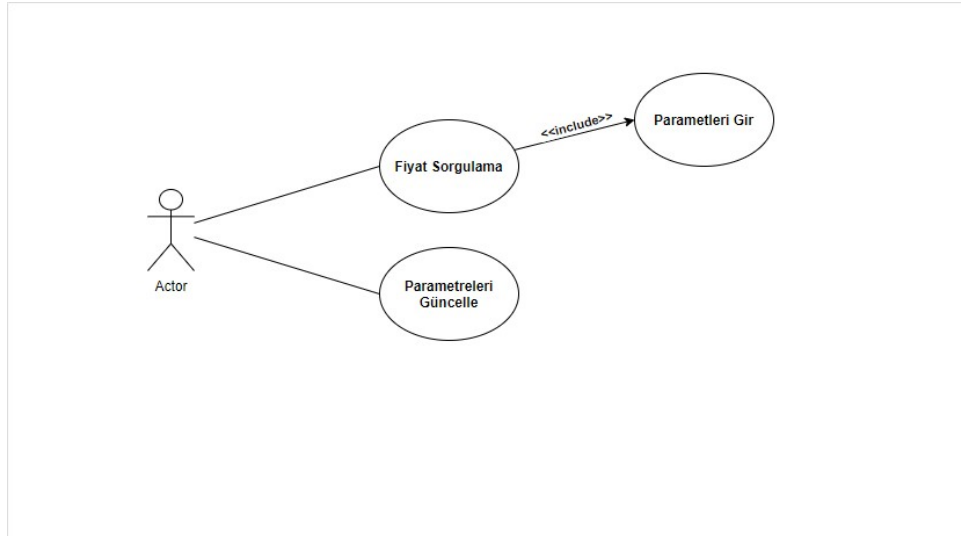 Parametleri Gir
<<include>>
Fiyat Sorgulama
Actor
Parametreleri
Güncelle